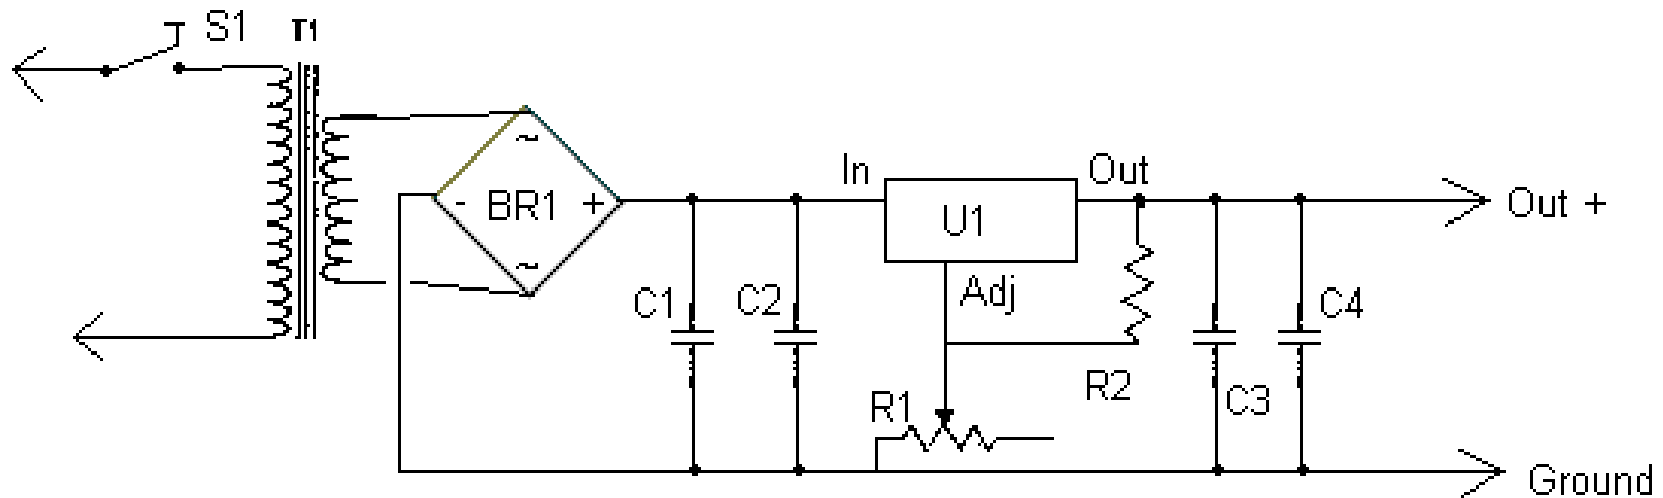 S1 T1
In
Out
~
- BR1 +
~
U1
Out +
Adj
C1 C2
C4
R1
R2
C3
Ground